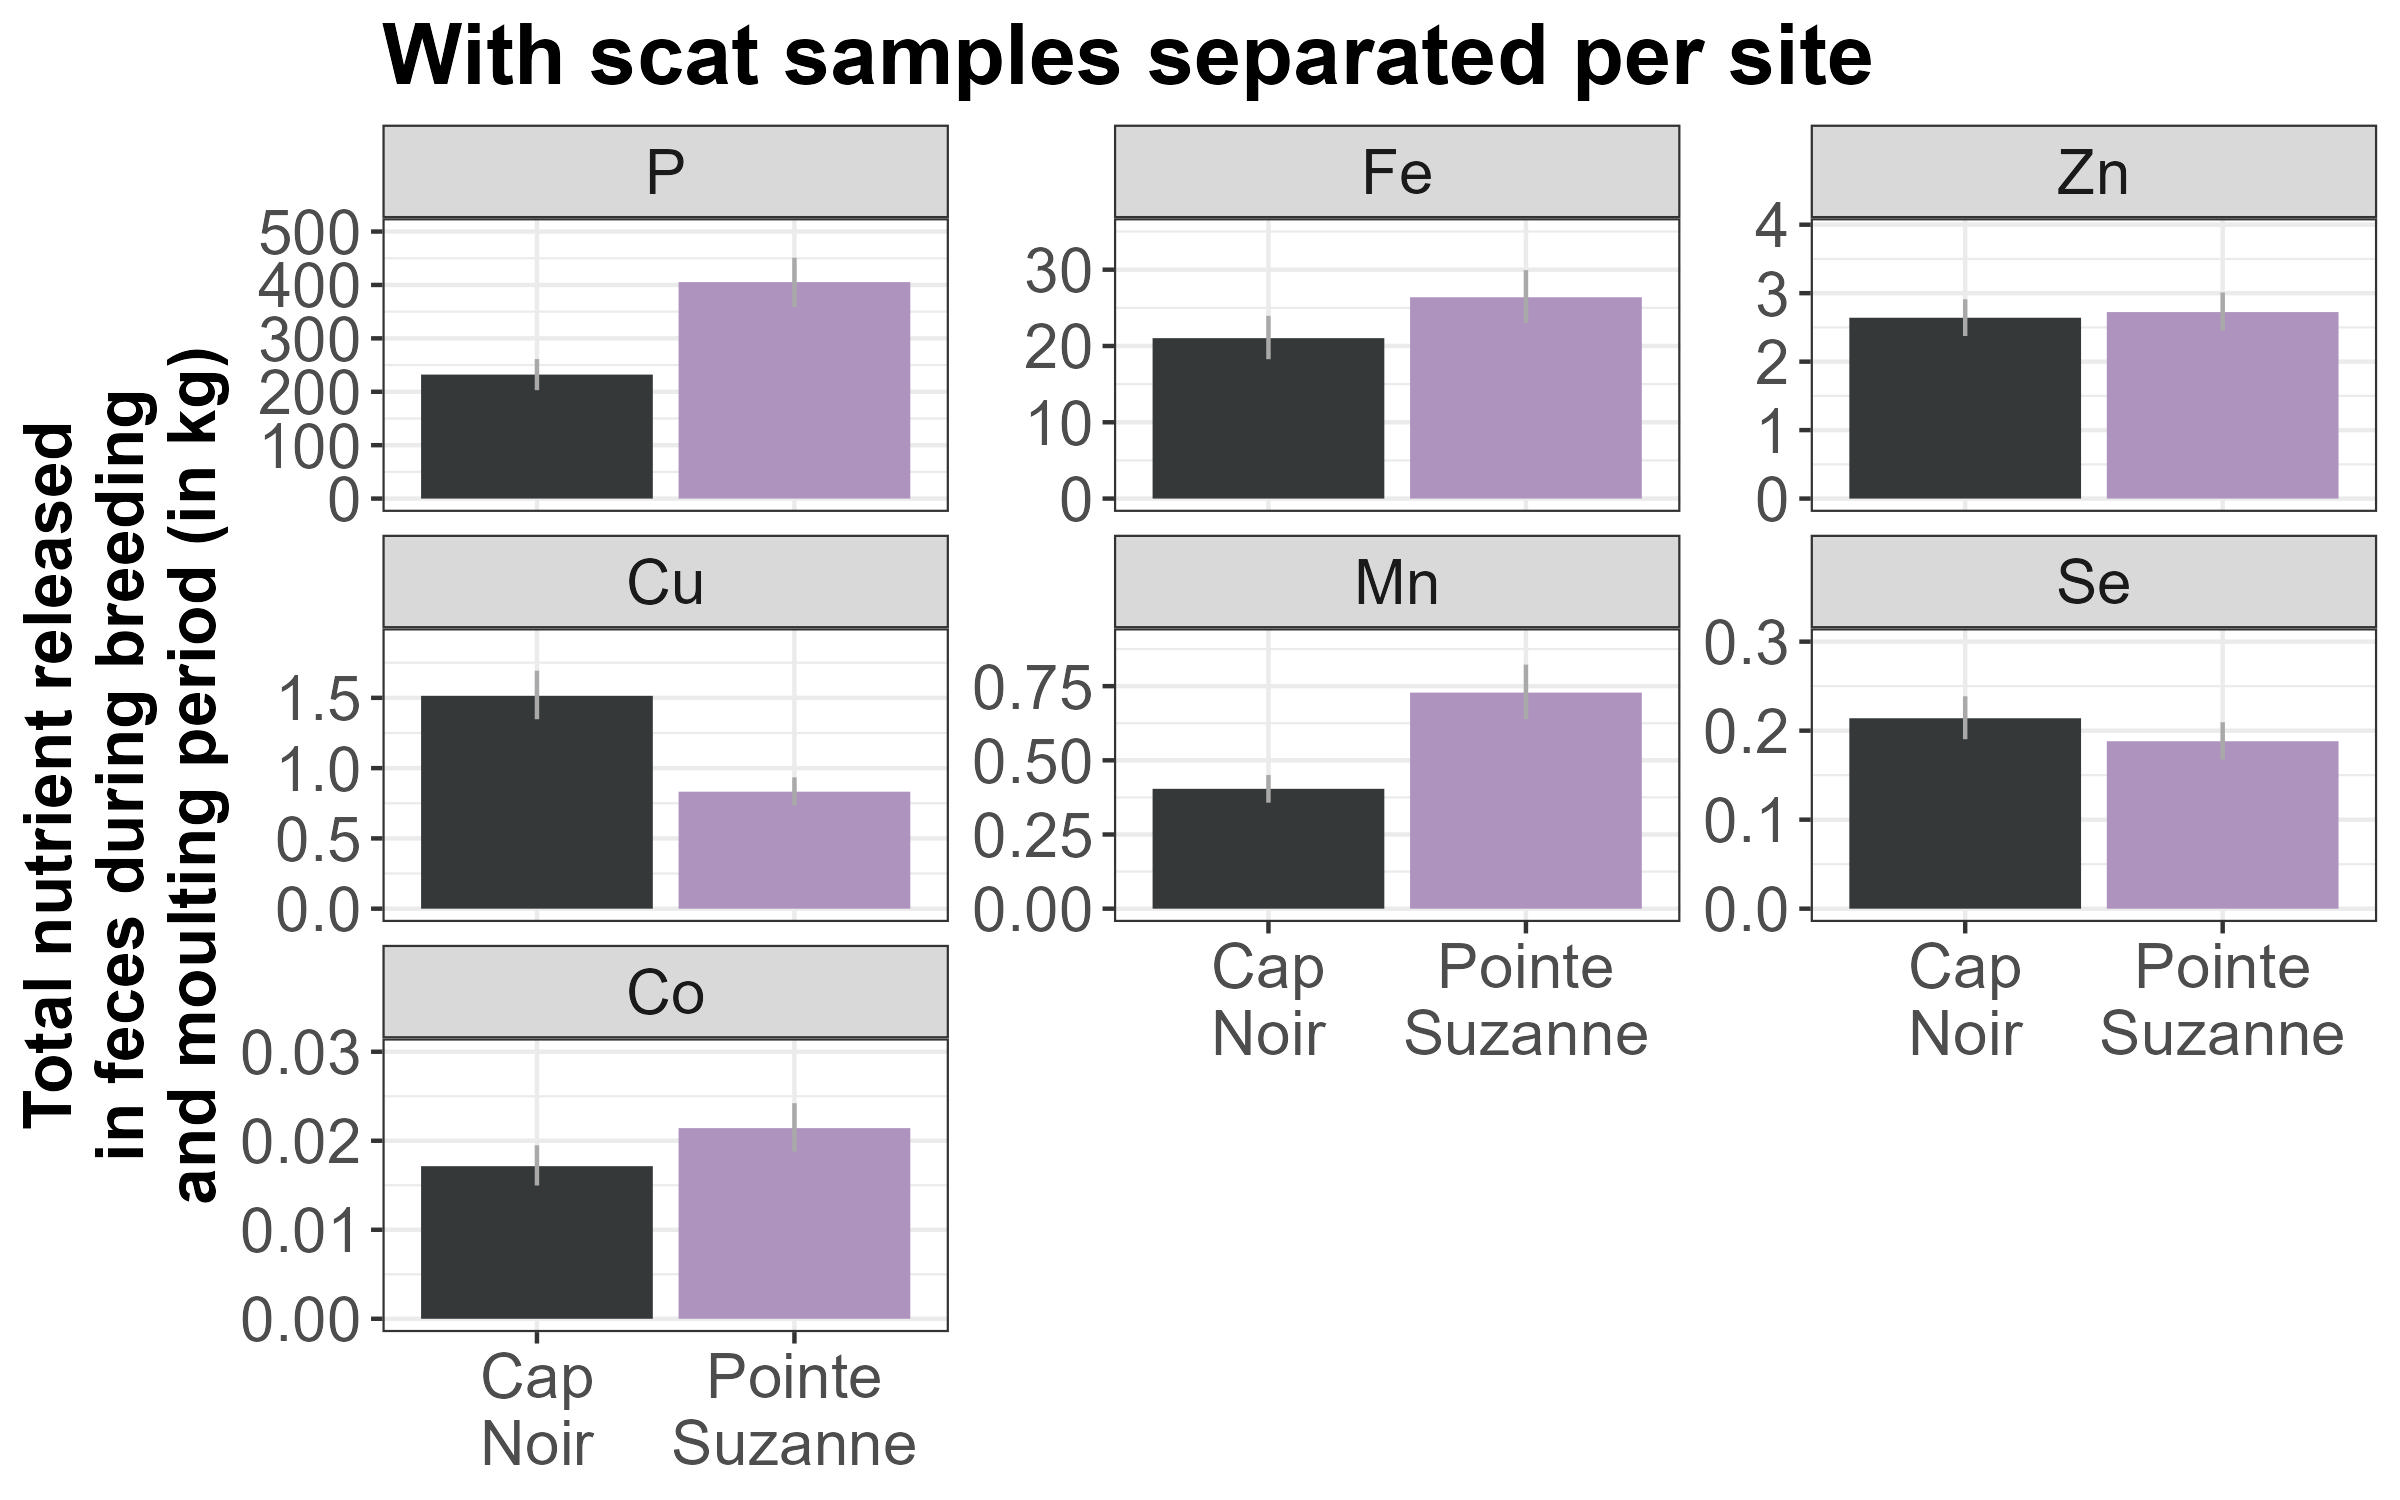 With scat samples separated per site
Total nutrient released
in feces during breeding
and moulting period (in kg)
P
500
400
300
200
100
0
Fe
30
20
10
0
Zn
4
3
2
1
0
Cu
1.5
1.0
0.5
0.0
Mn
0.75
0.50
0.25
0.00
Cap
Noir
Pointe
Suzanne
Se
0.3
0.2
0.1
0.0
Cap
Noir
Pointe
Suzanne
Co
0.03
0.02
0.01
0.00
Cap
Noir
Pointe
Suzanne